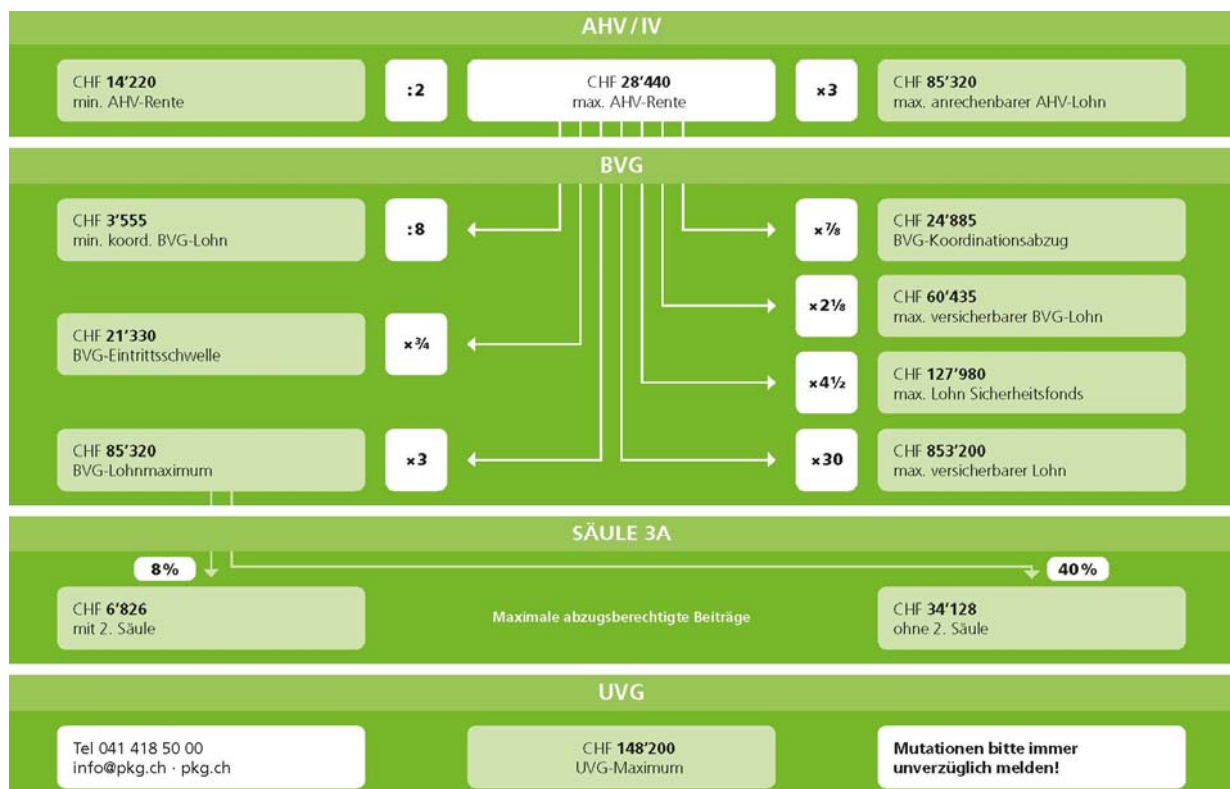 AHV / IV
CHF 14'220
min. AHV-Rente
:2
CHF 28'440
max. AHV-Rente
×3
CHF 85'320
max. anrechenbarer AHV-Lohn
BVG
CHF 3'555
min. koord. BVG-Lohn
:8
×⅞
CHF 24'885
BVG-Koordinationsabzug
×2⅛
CHF 60'435
max. versicherbarer BVG-Lohn
CHF 21'330
BVG-Eintrittsschwelle
×¾
×4½
CHF 127'980
max. Lohn Sicherheitsfonds
CHF 85'320
BVG-Lohnmaximum
×3
×30
CHF 853'200
max. versicherbarer Lohn
SÄULE 3A
8%
40%
CHF 6'826
mit 2. Säule
Maximale abzugsberechtigte Beiträge
CHF 34'128
ohne 2. Säule
UVG
Tel 041 418 50 00
info@pkg.ch · pkg.ch
CHF 148'200
UVG-Maximum
Mutationen bitte immer
unverzüglich melden!